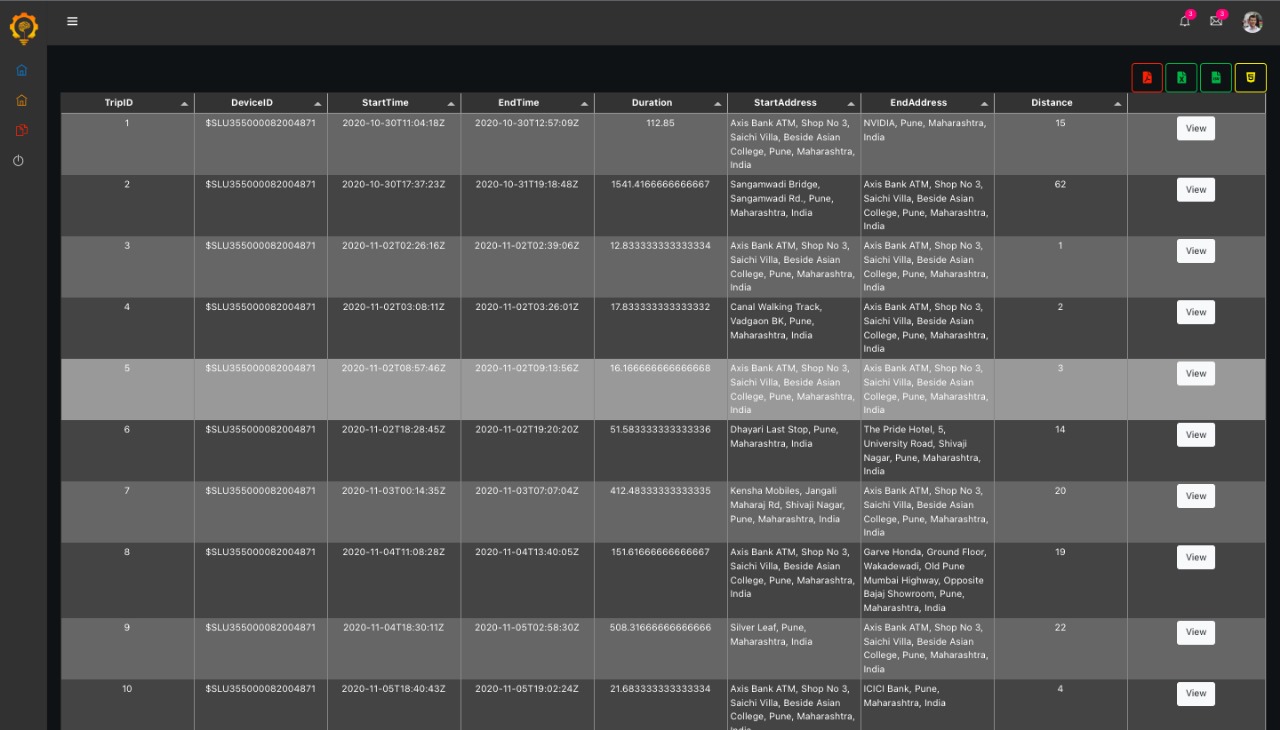 3 3
TripID DeviceID StartTime EndTime Duration StartAddress EndAddress Distance
1 $SLU355000082004871 2020-10-30T11:04:18Z 2020-10-30T12:57:09Z 112.85 Axis Bank ATM, Shop No 3, NVIDIA, Pune, Maharashtra, 15 View
Saichi Villa, Beside Asian India
College, Pune, Maharashtra,
India
2 $SLU355000082004871 2020-10-30T17:37:23Z 2020-10-31T19:18:48Z 1541.4166666666667 Sangamwadi Bridge, Axis Bank ATM, Shop No 3, 62 View
Sangamwadi Rd., Pune, Saichi Villa, Beside Asian
Maharashtra, India College, Pune, Maharashtra,
India
3 $SLU355000082004871 2020-11-02T02:26:16Z 2020-11-02T02:39:06Z 12.833333333333334 Axis Bank ATM, Shop No 3, Axis Bank ATM, Shop No 3, 1 View
Saichi Villa, Beside Asian Saichi Villa, Beside Asian
College, Pune, Maharashtra, College, Pune, Maharashtra,
India India
4 $SLU355000082004871 2020-11-02T03:08:11Z 2020-11-02T03:26:01Z 17.833333333333332 Canal Walking Track, Axis Bank ATM, Shop No 3, 2 View
Vadgaon BK, Pune, Saichi Villa, Beside Asian
Maharashtra, India College, Pune, Maharashtra,
India
5 $SLU355000082004871 2020-11-02T08:57:46Z 2020-11-02T09:13:56Z 16.166666666666668 Axis Bank ATM, Shop No 3, Axis Bank ATM, Shop No 3, 3 View
Saichi Villa, Beside Asian Saichi Villa, Beside Asian
College, Pune, Maharashtra, College, Pune, Maharashtra,
India India
6 $SLU355000082004871 2020-11-02T18:28:45Z 2020-11-02T19:20:20Z 51.583333333333336 Dhayari Last Stop, Pune, The Pride Hotel, 5, 14 View
Maharashtra, India University Road, Shivaji
Nagar, Pune, Maharashtra,
India
7 $SLU355000082004871 2020-11-03T00:14:35Z 2020-11-03T07:07:04Z 412.48333333333335 Kensha Mobiles, Jangali Axis Bank ATM, Shop No 3, 20 View
Maharaj Rd, Shivaji Nagar, Saichi Villa, Beside Asian
Pune, Maharashtra, India College, Pune, Maharashtra,
India
8 $SLU355000082004871 2020-11-04T11:08:28Z 2020-11-04T13:40:05Z 151.61666666666667 Axis Bank ATM, Shop No 3, Garve Honda, Ground Floor, 19 View
Saichi Villa, Beside Asian Wakadewadi, Old Pune
College, Pune, Maharashtra, Mumbai Highway, Opposite
India Bajaj Showroom, Pune,
Maharashtra, India
9 $SLU355000082004871 2020-11-04T18:30:11Z 2020-11-05T02:58:30Z 508.31666666666666 Silver Leaf, Pune, Axis Bank ATM, Shop No 3, 22 View
Maharashtra, India Saichi Villa, Beside Asian
College, Pune, Maharashtra,
India
10 $SLU355000082004871 2020-11-05T18:40:43Z 2020-11-05T19:02:24Z 21.683333333333334 Axis Bank ATM, Shop No 3, ICICI Bank, Pune, 4 View
Saichi Villa, Beside Asian Maharashtra, India
College, Pune, Maharashtra,